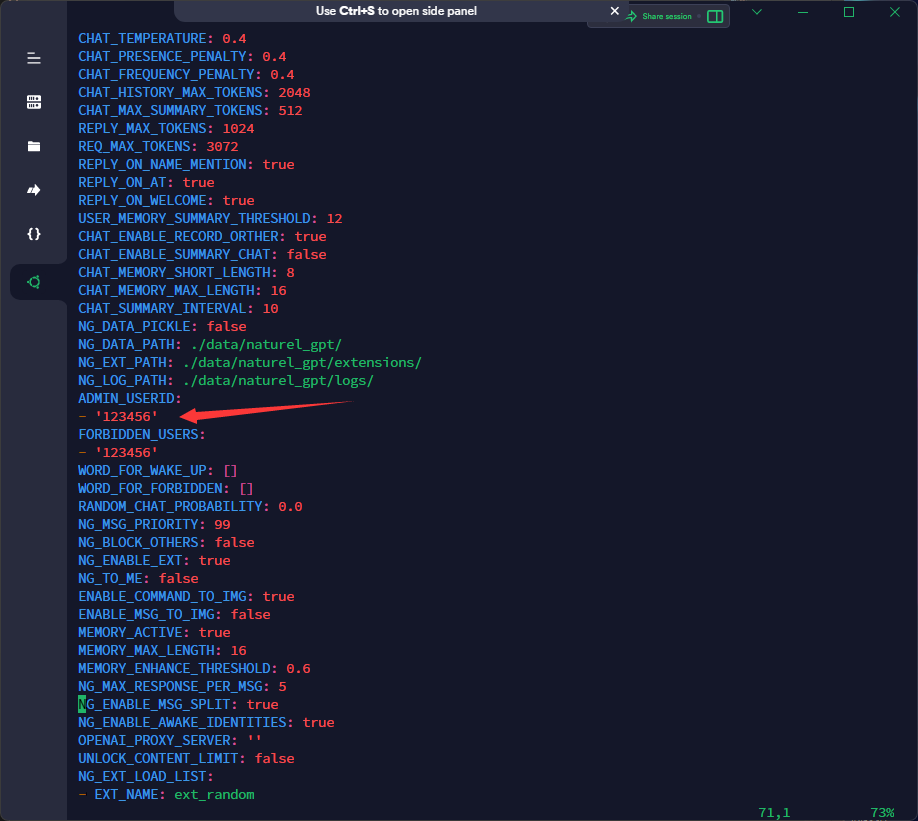 Use Ctrl+S to open side panel
Share session
CHAT_TEMPERATURE: 0.4
CHAT_PRESENCE_PENALTY: 0.4
CHAT_FREQUENCY_PENALTY: 0.4
CHAT_HISTORY_MAX_TOKENS: 2048
CHAT_MAX_SUMMARY_TOKENS: 512
REPLY_MAX_TOKENS: 1024
REQ_MAX_TOKENS: 3072
REPLY_ON_NAME_MENTION: true
REPLY_ON_AT: true
REPLY_ON_WELCOME: true
USER_MEMORY_SUMMARY_THRESHOLD: 12
CHAT_ENABLE_RECORD_ORTHER: true
CHAT_ENABLE_SUMMARY_CHAT: false
CHAT_MEMORY_SHORT_LENGTH: 8
CHAT_MEMORY_MAX_LENGTH: 16
CHAT_SUMMARY_INTERVAL: 10
NG_DATA_PICKLE: false
NG_DATA_PATH: ./data/naturel_gpt/
NG_EXT_PATH: ./data/naturel_gpt/extensions/
NG_LOG_PATH: ./data/naturel_gpt/logs/
ADMIN_USERID:
- '123456'
FORBIDDEN_USERS:
- '123456'
WORD_FOR_WAKE_UP: []
WORD_FOR_FORBIDDEN: []
RANDOM_CHAT_PROBABILITY: 0.0
NG_MSG_PRIORITY: 99
NG_BLOCK_OTHERS: false
NG_ENABLE_EXT: true
NG_TO_ME: false
ENABLE_COMMAND_TO_IMG: true
ENABLE_MSG_TO_IMG: false
MEMORY_ACTIVE: true
MEMORY_MAX_LENGTH: 16
MEMORY_ENHANCE_THRESHOLD: 0.6
NG_MAX_RESPONSE_PER_MSG: 5
NG_ENABLE_MSG_SPLIT: true
NG_ENABLE_AWAKE_IDENTITIES: true
OPENAI_PROXY_SERVER: ''
UNLOCK_CONTENT_LIMIT: false
NG_EXT_LOAD_LIST:
- EXT_NAME: ext_random
71,1 73%